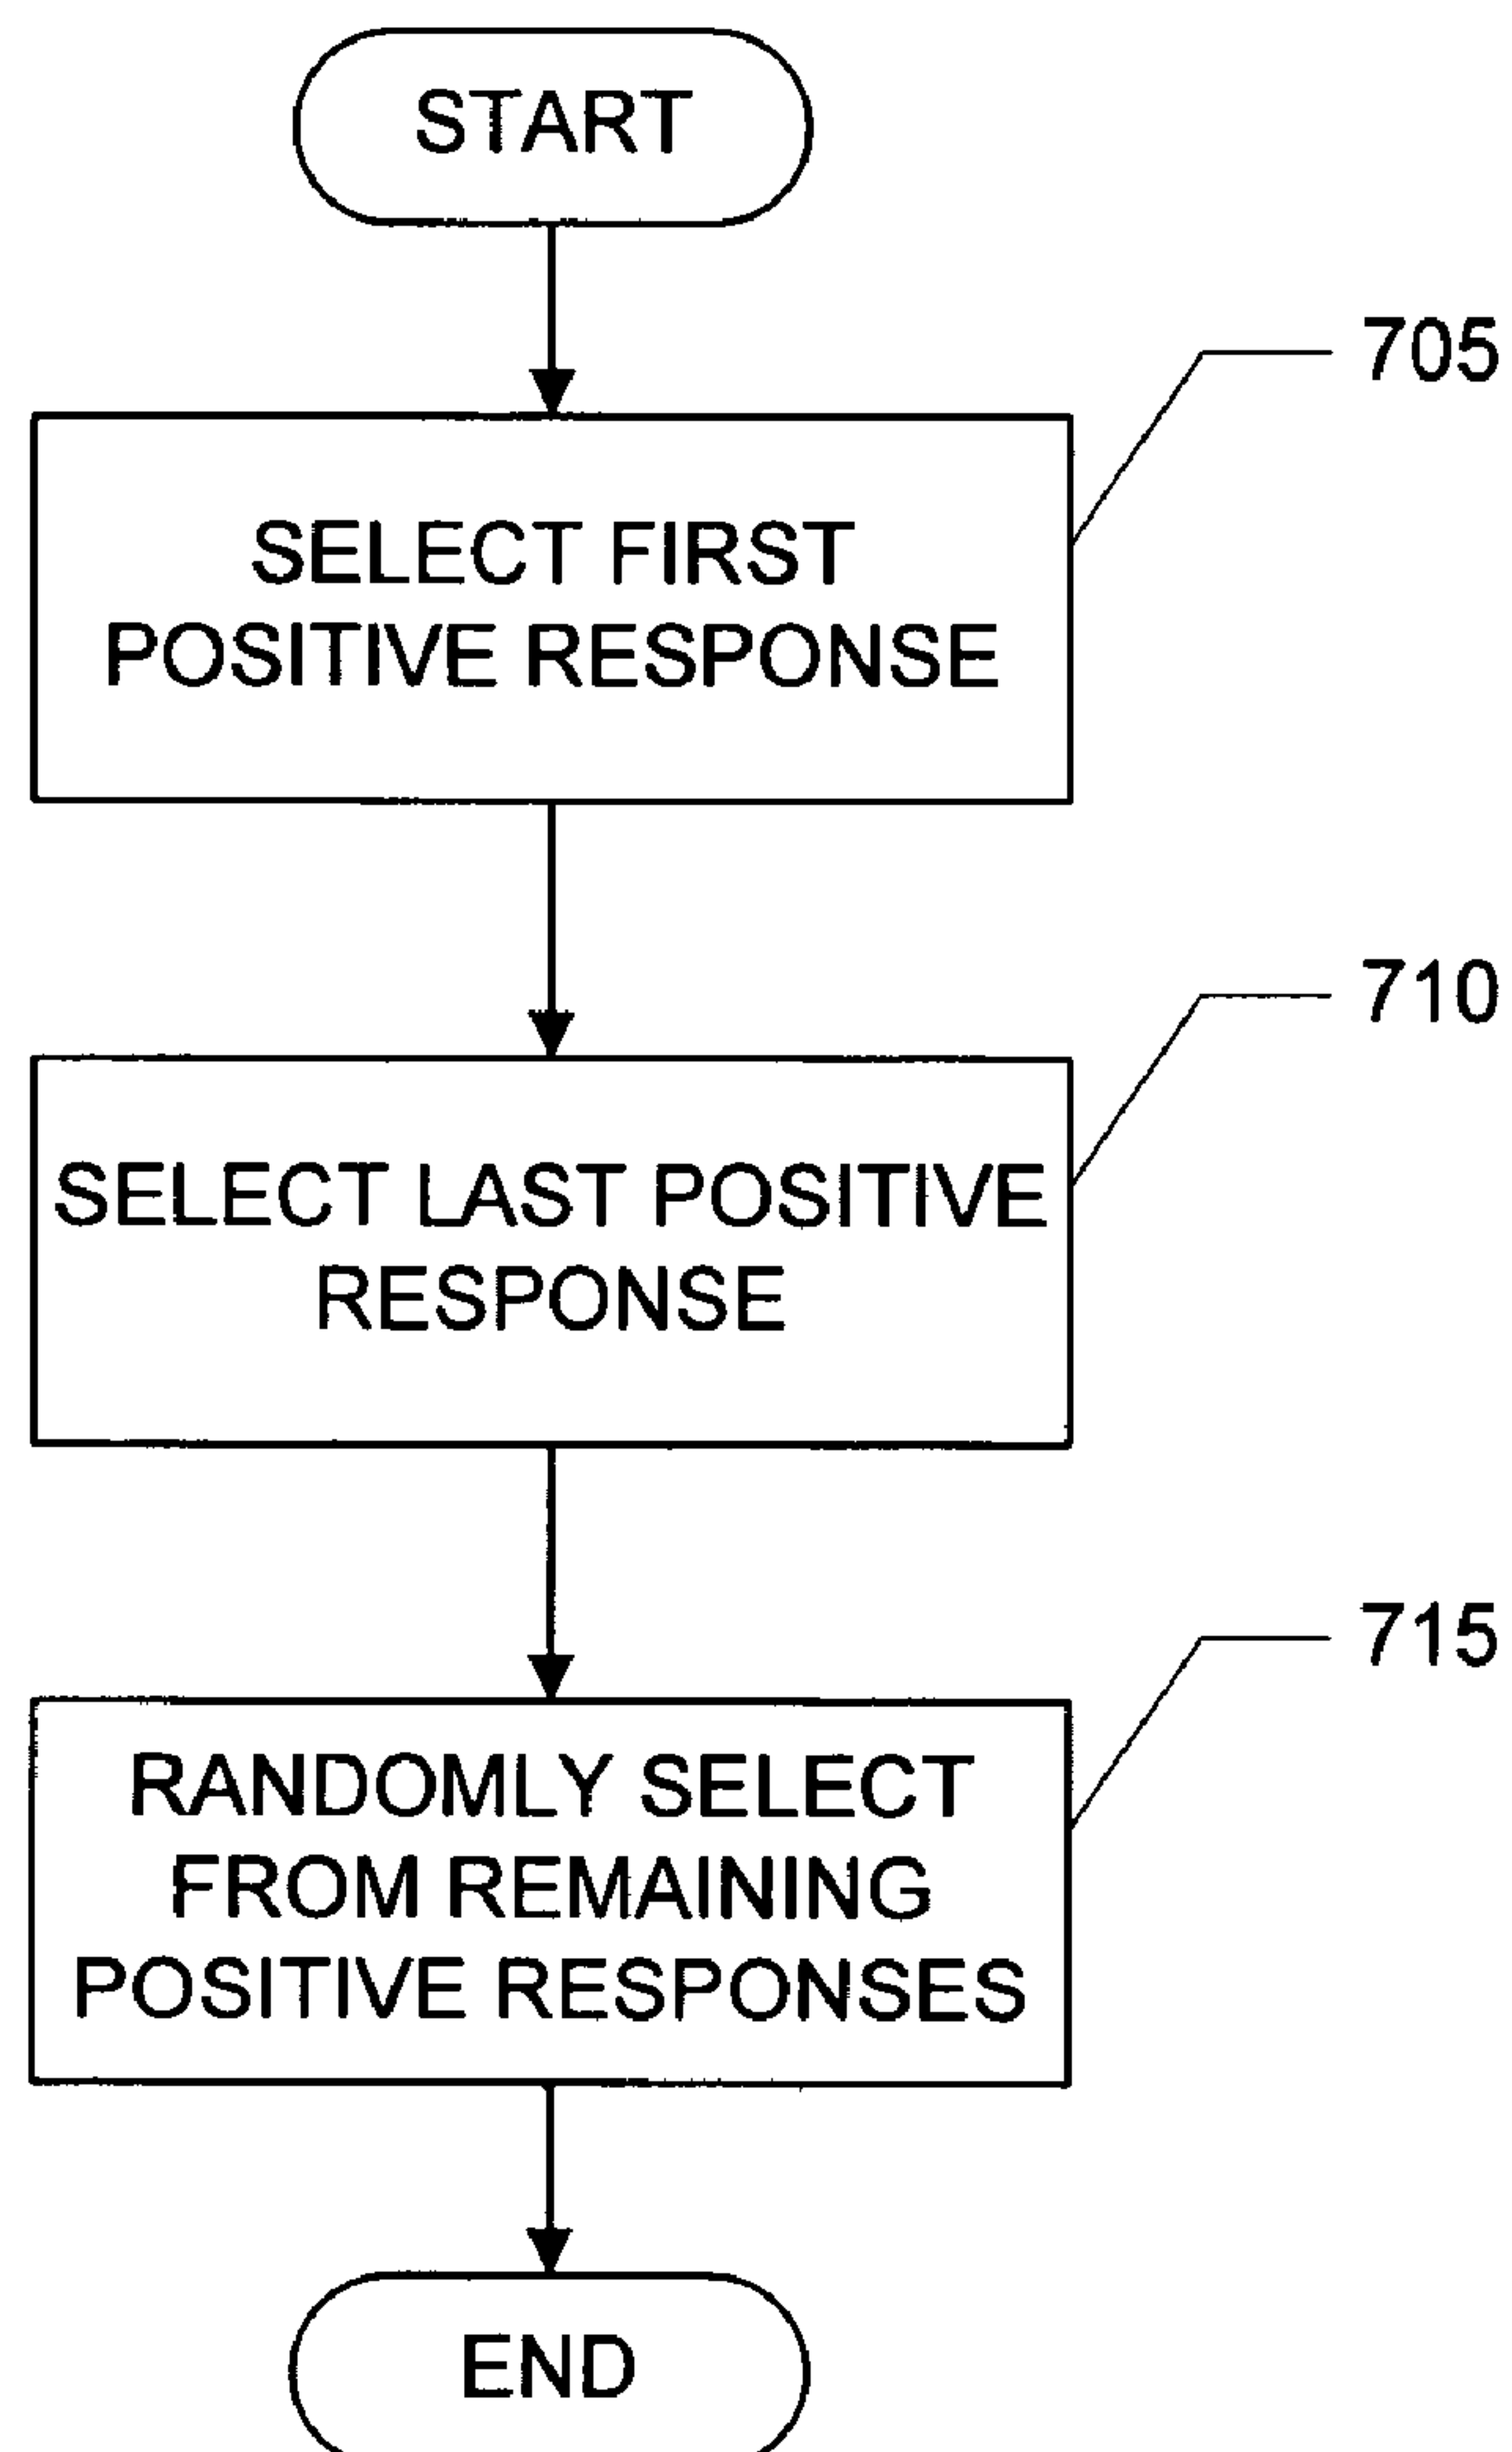 START
705
SELECT FIRST
POSITIVE RESPONSE
710
SELECT LAST POSITIVE
RESPONSE
715
RANDOMLY SELECT
FROM REMAINING
POSITIVE RESPONSES
END